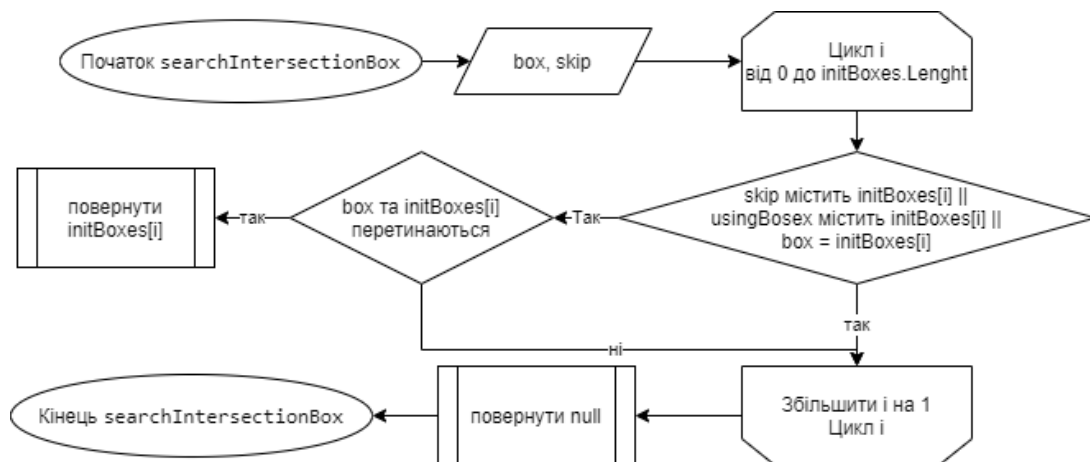 Початок searchIntersectionBox
box, skip
Цикл i
від 0 до initBoxes.Lenght
skip містить initBoxes[i] ||
usingBosex містить initBoxes[i] ||
box = initBoxes[i]
Так
box та initBoxes[i]
перетинаються
так
повернути
initBoxes[i]
так
ні
Збільшити i на 1
Цикл i
повернути null
Кінець searchIntersectionBox